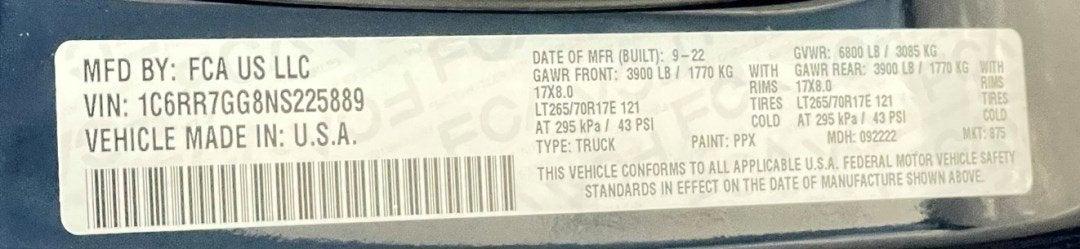 MFD BY: FCA US LLC
VIN: 1C6RR7GG8NS225889
VEHICLE MADE IN: U.S.A.
DATE OF MFR (BUILT): 9-22 GVWR: 6800 LB / 3085 KG
GAWR FRONT: 3900 LB / 1770 KG WITH GAWR REAR: 3900 LB / 1770 KG WITH
17X8.0 RIMS 17X8.0 RIMS
LT265/70R17E 121 TIRES LT265/70R17E 121 TIRES
AT 295 kPa / 43 PSI COLD AT 295 kPa / 43 PSI COLD
TYPE: TRUCK PAINT: PPX MDH: 092222 MKT: 875
THIS VEHICLE CONFORMS TO ALL APPLICABLE U.S.A. FEDERAL MOTOR VEHICLE SAFETY
STANDARDS IN EFFECT ON THE DATE OF MANUFACTURE SHOWN ABOVE.